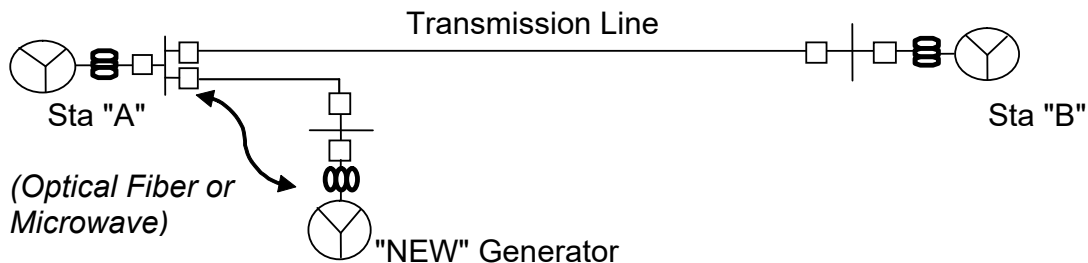 Transmission Line
Sta "A"
Sta "B"
(Optical Fiber or
Microwave)
"NEW" Generator